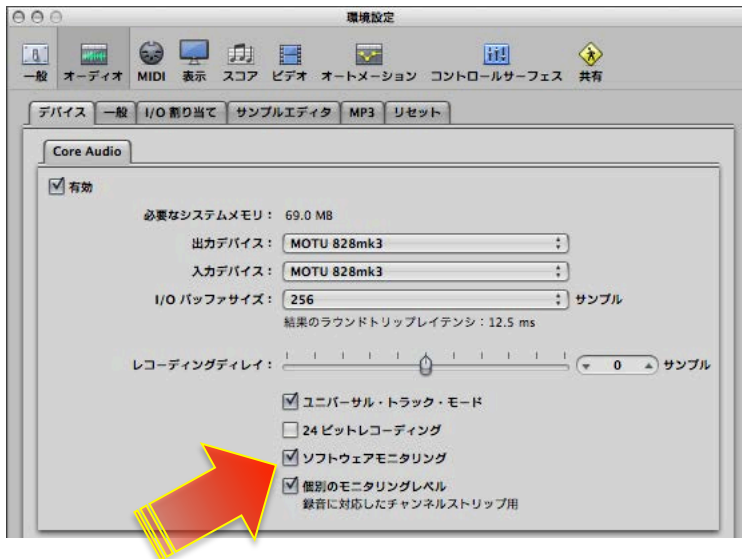 環境設定
一般 オーディオ MIDI 表示 スコア ビデオ オートメーション コントロールサーフェス 共有
デバイス 一般 I/O 割り当て サンプルエディタ MP3 リセット
Core Audio
有効
必要なシステムメモリ： 69.0 MB
出力デバイス： MOTU 828mk3
入力デバイス： MOTU 828mk3
I/O バッファサイズ： 256 サンプル
結果のラウンドトリップレイテンシ：12.5 ms
レコーディングディレイ： 0 サンプル
ユニバーサル・トラック・モード
24 ビットレコーディング
ソフトウェアモニタリング
個別のモニタリングレベル
録音に対応したチャンネルストリップ用